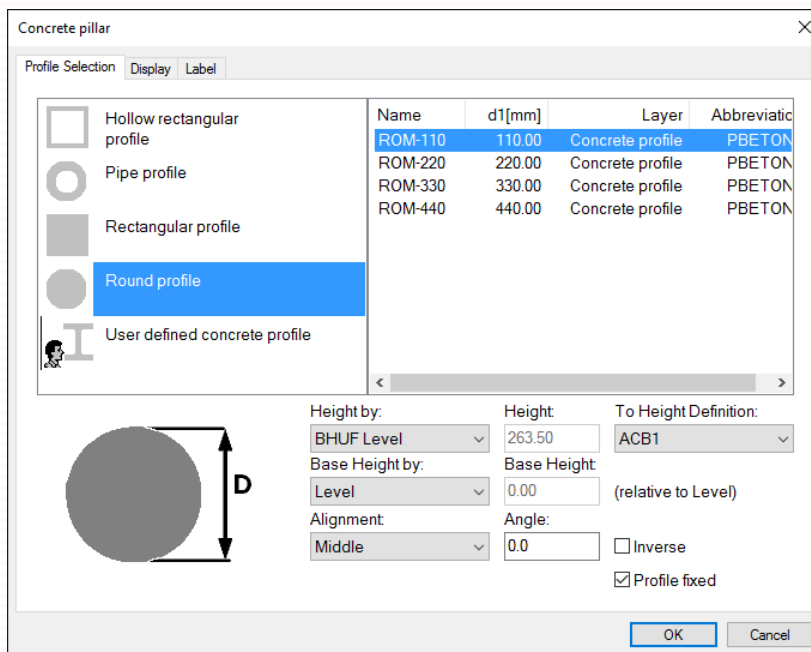 Concrete pillar
Profile Selection Display Label
Hollow rectangular
profile
Pipe profile
Rectangular profile
Round profile
User defined concrete profile
Name d1[mm] Layer Abbreviatic
ROM-110 110.00 Concrete profile PBETON
ROM-220 220.00 Concrete profile PBETON
ROM-330 330.00 Concrete profile PBETON
ROM-440 440.00 Concrete profile PBETON
D
Height by: Height: To Height Definition:
BHUF Level 263.50 ACB1
Base Height by: Base Height:
Level 0.00 (relative to Level)
Alignment: Angle:
Middle 0.0 Inverse
Profile fixed
OK Cancel